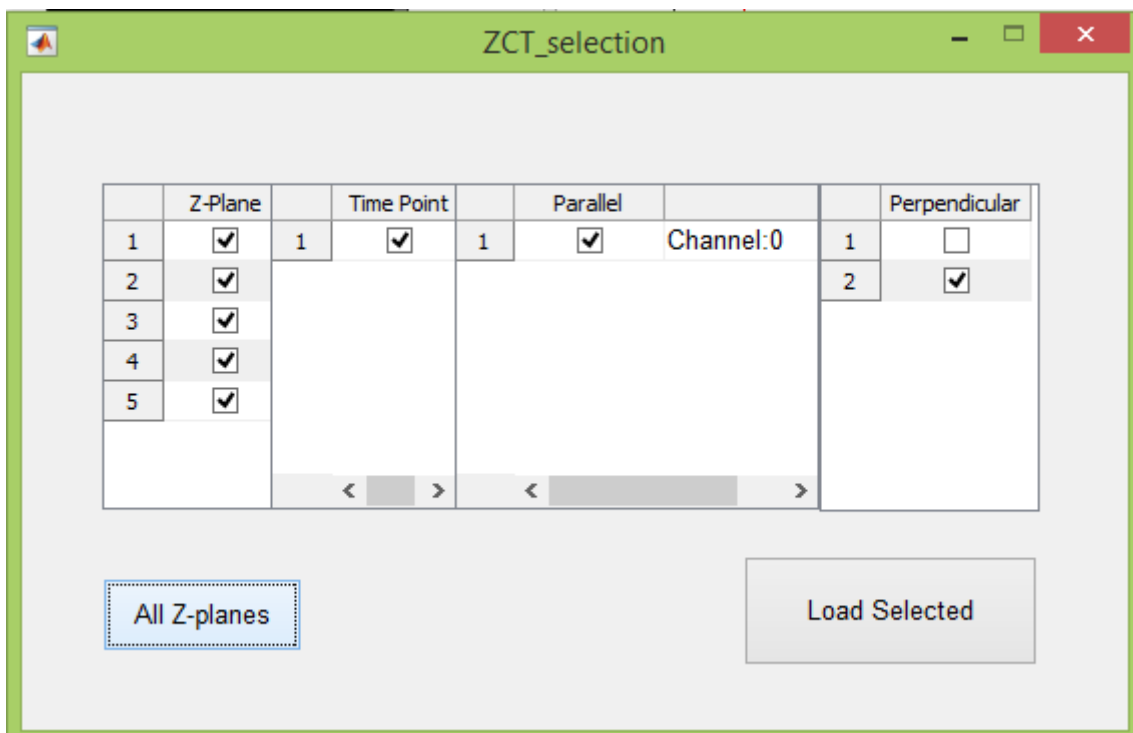 ZCT_selection
Z-Plane Time Point Parallel Perpendicular
1 1 1 Channel:0 1
2 2
3
4
5
All Z-planes
Load Selected